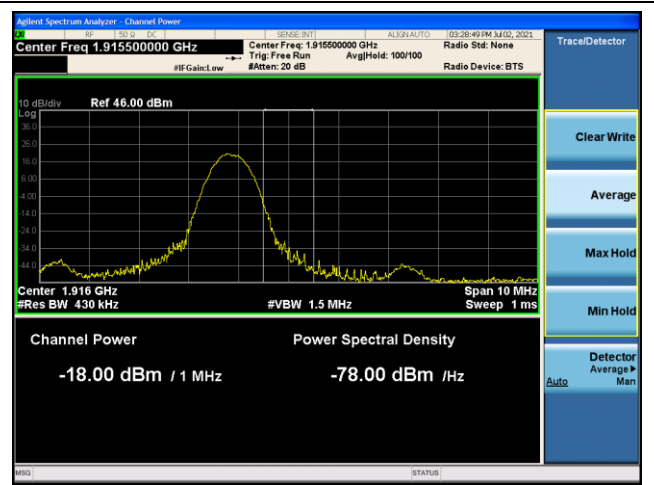 Agilent Spectrum Analyzer - Channel Power
RF 50 Ω DC SENSE:INT ALIGN AUTO 03:28:49 PM Jul 02, 2021
Center Freq 1.915500000 GHz
Center Freq: 1.915500000 GHz
Radio Std: None
Trig: Free Run Avg|Hold: 100/100
#IFGain:Low
#Atten: 20 dB
Radio Device: BTS
Trace/Detector
10 dB/div Ref 46.00 dBm
Log
36.0
26.0
16.0
6.00
-4.00
-14.0
-24.0
-34.0
-44.0
Center 1.916 GHz Span 10 MHz
#Res BW 430 kHz #VBW 1.5 MHz Sweep 1 ms
Channel Power
Power Spectral Density
-18.00 dBm / 1 MHz
-78.00 dBm /Hz
Clear Write
Average
Max Hold
Min Hold
Detector
Average
Auto Man
MSG STATUS